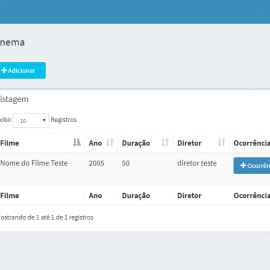 nema
+ Adicionar
istagem
xibir 10 Registros
Filme Ano Duração Diretor Ocorrência
Nome do Filme Teste 2005 50 diretor teste + Ocorrên
Filme Ano Duração Diretor Ocorrência
ostrando de 1 até 1 de 1 registros